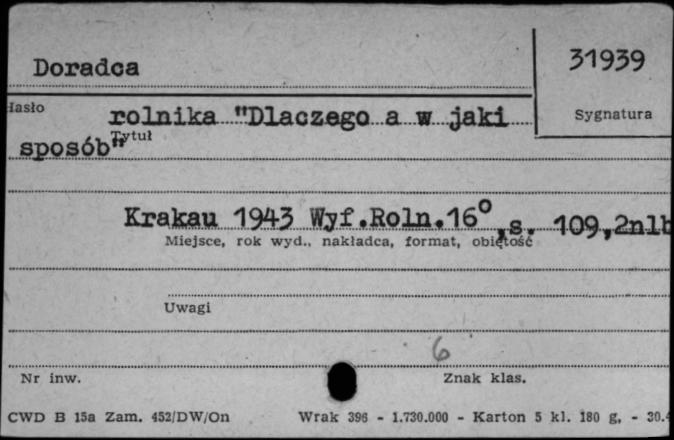 31939
Doradca
Hasło
rolnika "Dlaczego a w jaki
Sygnatura
Tytuł
sposób"
Krakau 1943 Wyf.Roln.16⁰,s. 109,2nlb
Miejsce, rok wyd., nakładca, format, objętość
Uwagi
6
Nr inw.
Znak klas.
CWD B 15a Zam. 452/DW/On Wrak 396 - 1.730.000 - Karton 5 kl. 180 g, - 30.4